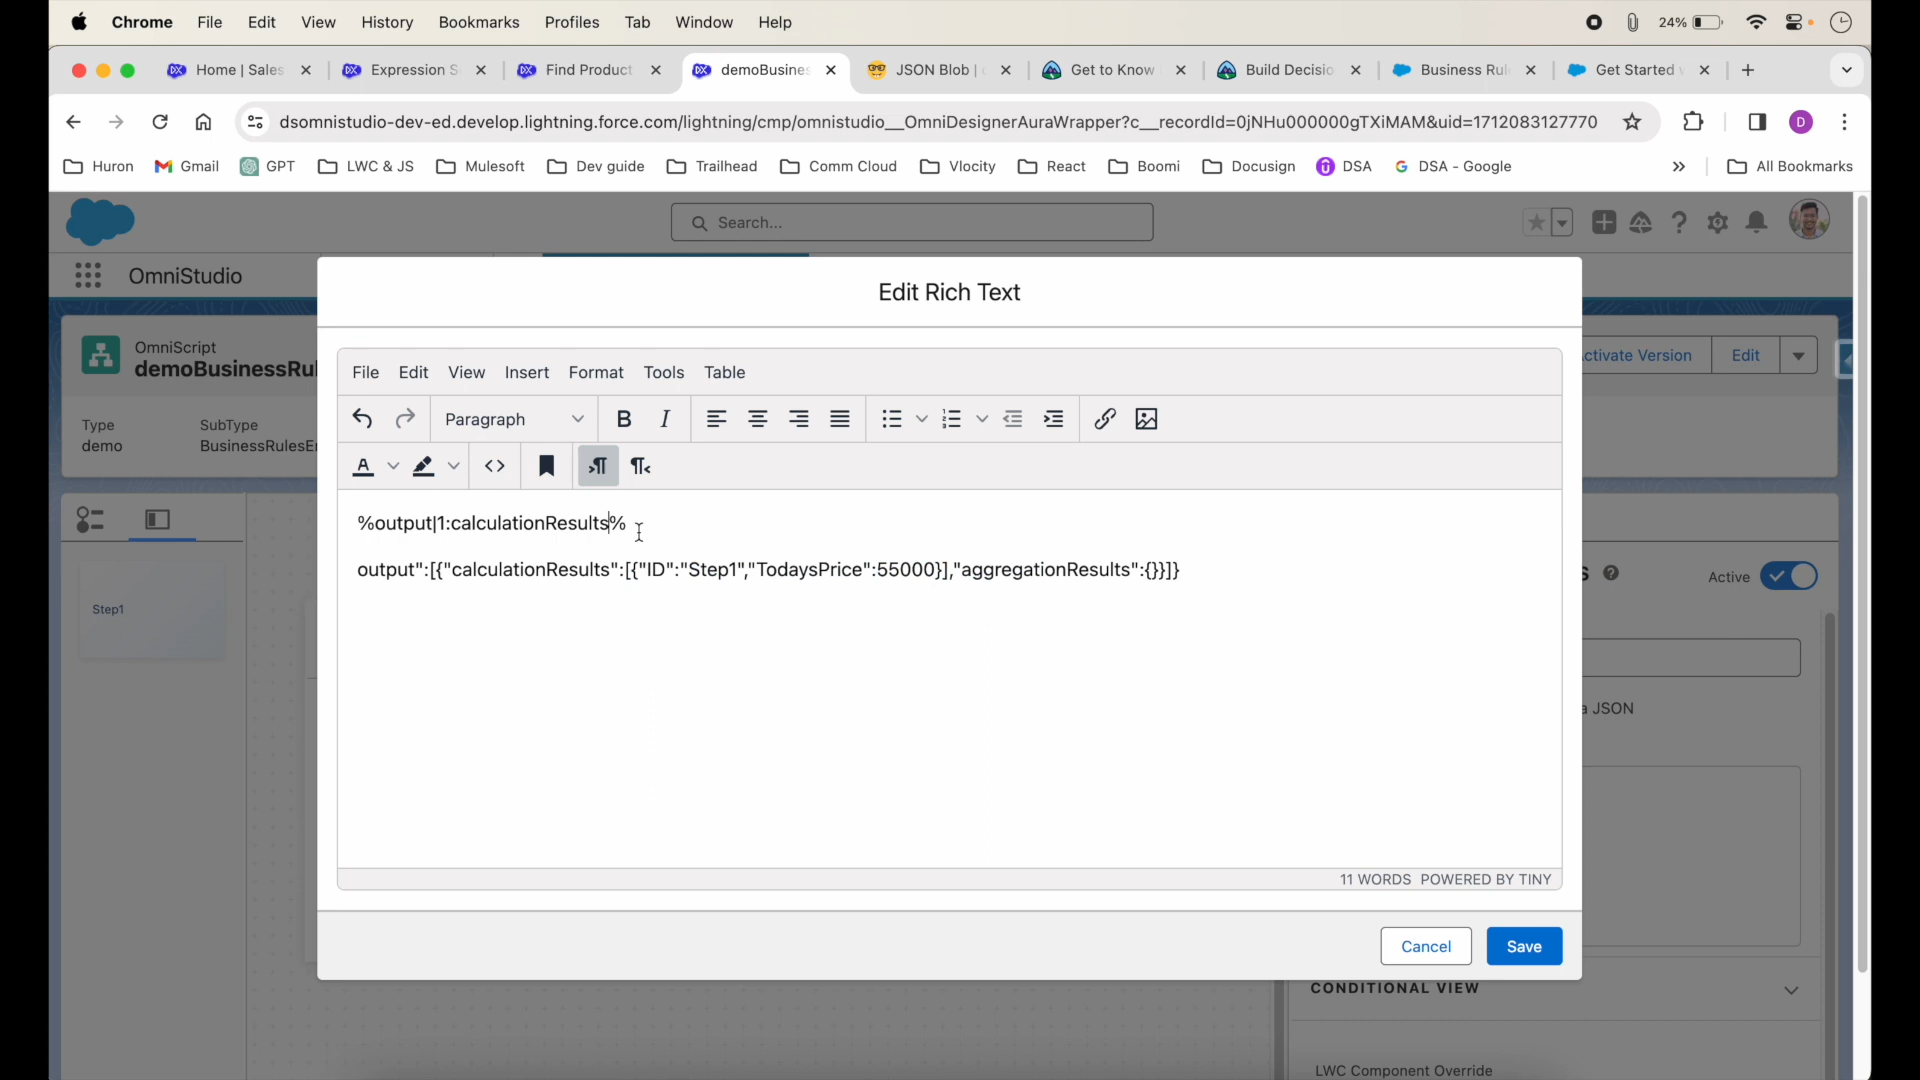 Chrome File Edit View History Bookmarks Profiles Tab Window Help 24%
Home | Sales Expression S Find Product demoBusines JSON Blob | Get to Know Build Decisio Business Rul Get Started
dsomnistudio-dev-ed.develop.lightning.force.com/lightning/cmp/omnistudio__OmniDesignerAuraWrapper?c__recordId=0jNHu000000gTXiMAM&uid=1712083127770 D
Huron Gmail GPT LWC & JS Mulesoft Dev guide Trailhead Comm Cloud Vlocity React Boomi Docusign DSA DSA - Google » All Bookmarks
Search...
OmniStudio
Edit Rich Text
OmniScript
demoBusinessRul
ctivate Version Edit
Type SubType
demo BusinessRulesE
File Edit View Insert Format Tools Table
Paragraph B I
A
%output|1:calculationResults%
output":[{"calculationResults":[{"ID":"Step1","TodaysPrice":55000}],"aggregationResults":{}}]}
S Active
Step1
a JSON
11 WORDS POWERED BY TINY
Cancel Save
CONDITIONAL VIEW
LWC Component Override